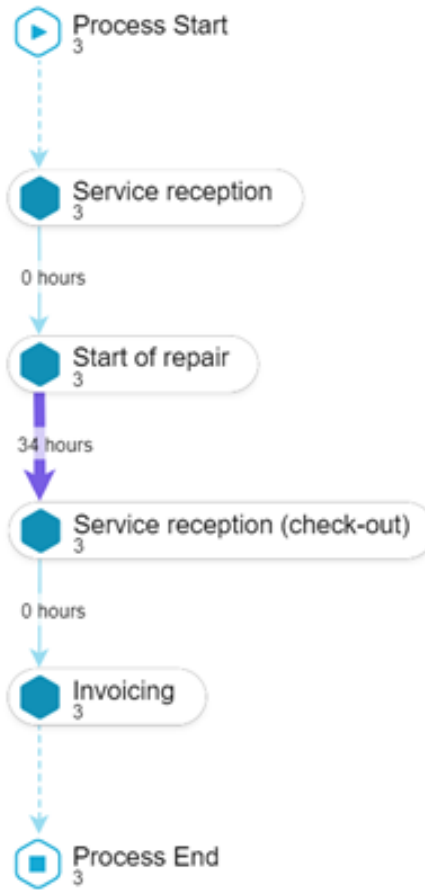 Process Start
3
Service reception
3
0 hours
Start of repair
3
34 hours
Service reception (check-out)
3
0 hours
Invoicing
3
Process End
3